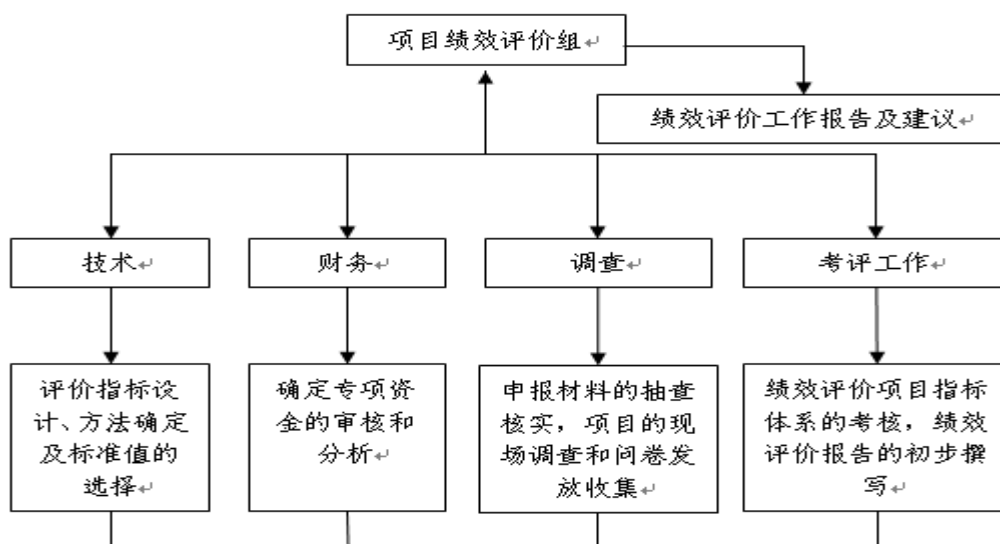 项目绩效评价组
绩效评价工作报告及建议
技术
财务
调查
考评工作
评价指标设
计、方法确定
及标准值的
选择
确定专项资
金的审核和
分析
申报材料的抽查
核实，项目的现
场调查和问卷发
放收集
绩效评价项目指标
体系的考核，绩效
评价报告的初步撰
写